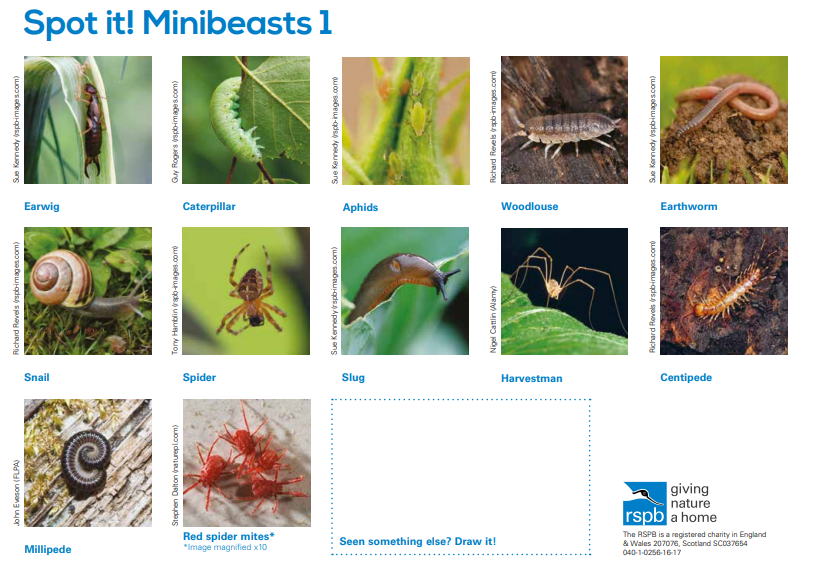 Spot it! Minibeasts 1
Sue Kennedy (rspb-images.com)
Guy Rogers (rspb-images.com)
Sue Kennedy (rspb-images.com)
Richard Revels (rspb-images.com)
Sue Kennedy (rspb-images.com)
Earwig
Caterpillar
Aphids
Woodlouse
Earthworm
Richard Revels (rspb-images.com)
Tony Hamblin (rspb-images.com)
Sue Kennedy (rspb-images.com)
Nigel Cattlin (Alamy)
Richard Revels (rspb-images.com)
Snail
Spider
Slug
Harvestman
Centipede
John Eveson (FLPA)
Stephen Dalton (naturepl.com)
Millipede
Red spider mites*
*Image magnified x10
Seen something else? Draw it!
rspb
giving
nature
a home
The RSPB is a registered charity in England
& Wales 207076, Scotland SC037654
040-1-0256-16-17